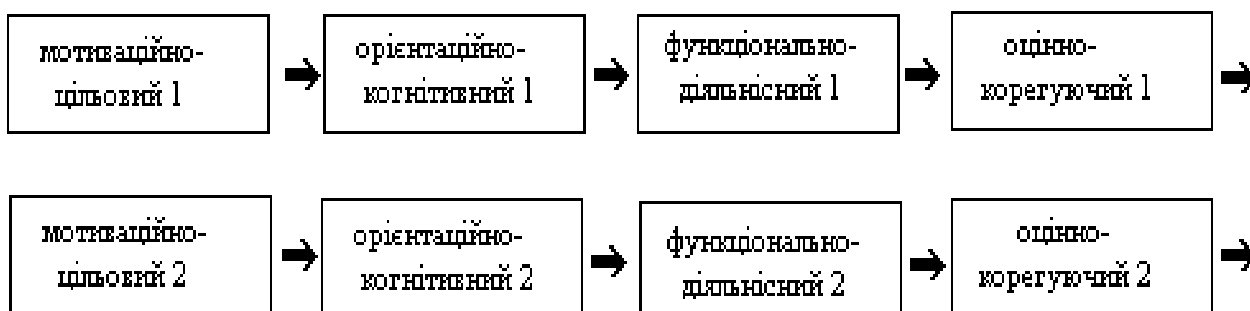 мотиваційно-
цільовий 1
орієнтаційно-
когнітивний 1
функціонально-
діяльнісний 1
оцінно-
корегуючий 1
мотиваційно-
цільовий 2
орієнтаційно-
когнітивний 2
функціонально-
діяльнісний 2
оцінно-
корегуючий 2